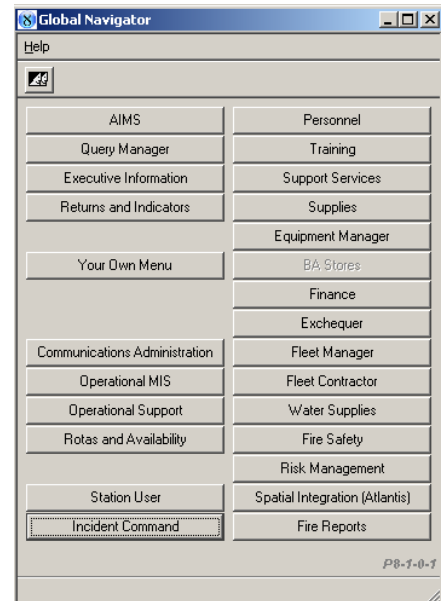 Global Navigator
Help
AIMS
Query Manager
Executive Information
Returns and Indicators
Your Own Menu
Communications Administration
Operational MIS
Operational Support
Rotas and Availability
Station User
Incident Command
Personnel
Training
Support Services
Supplies
Equipment Manager
BA Stores
Finance
Exchequer
Fleet Manager
Fleet Contractor
Water Supplies
Fire Safety
Risk Management
Spatial Integration (Atlantis)
Fire Reports
P8-1-0-1